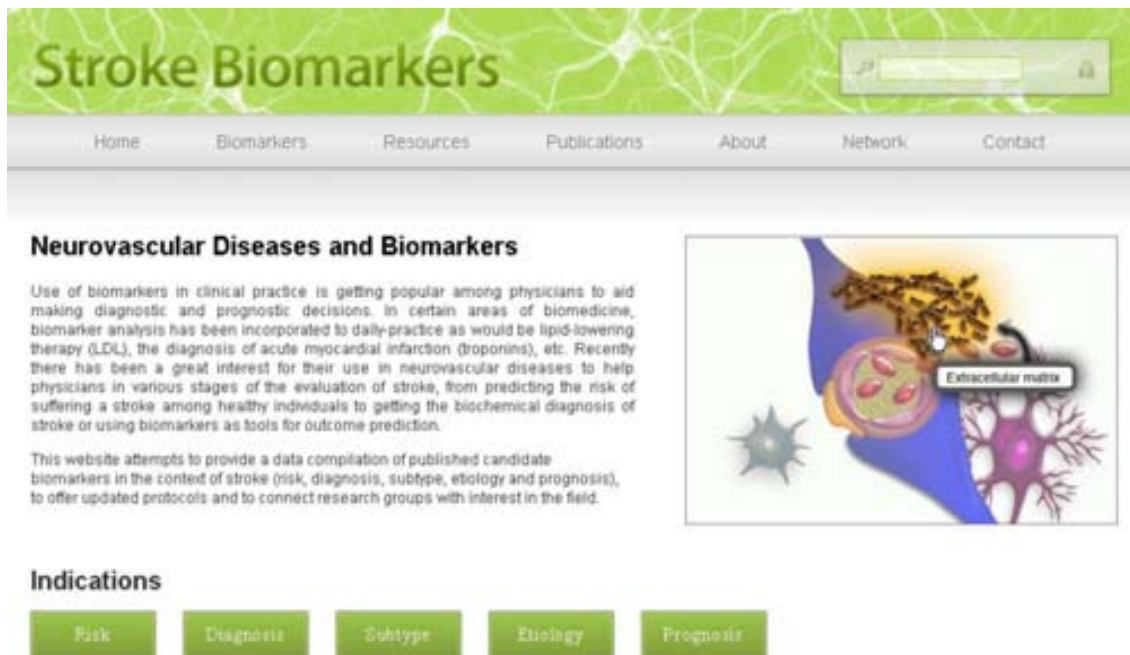 Stroke Biomarkers
Home Biomarkers Resources Publications About Network Contact
Neurovascular Diseases and Biomarkers
Use of biomarkers in clinical practice is getting popular among physicians to aid
making diagnostic and prognostic decisions. In certain areas of biomedicine,
biomarker analysis has been incorporated to daily-practice as would be lipid-lowering
therapy (LDL), the diagnosis of acute myocardial infarction (troponins), etc. Recently
there has been a great interest for their use in neurovascular diseases to help
physicians in various stages of the evaluation of stroke, from predicting the risk of
suffering a stroke among healthy individuals to getting the biochemical diagnosis of
stroke or using biomarkers as tools for outcome prediction.
This website attempts to provide a data compilation of published candidate
biomarkers in the context of stroke (risk, diagnosis, subtype, etiology and prognosis),
to offer updated protocols and to connect research groups with interest in the field.
Extracellular matrix
Indications
Risk Diagnosis Subtype Etiology Prognosis